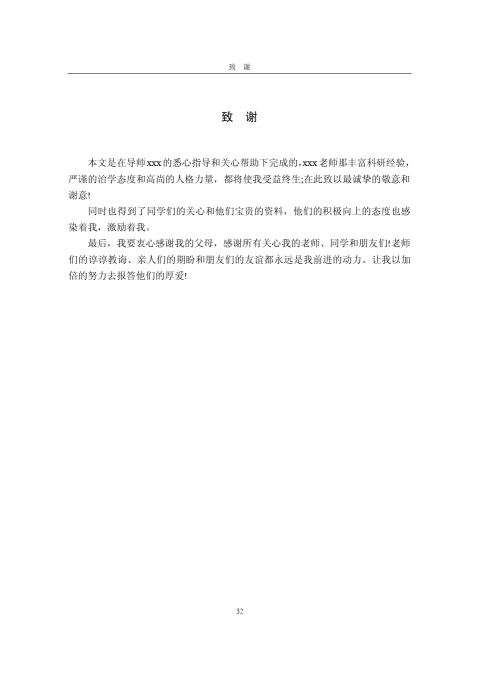 致　谢
致　谢
本文是在导师 xxx 的悉心指导和关心帮助下完成的，xxx 老师那丰富科研经验，
严谨的治学态度和高尚的人格力量，都将使我受益终生;在此致以最诚挚的敬意和
谢意!
同时也得到了同学们的关心和他们宝贵的资料，他们的积极向上的态度也感
染着我，激励着我。
最后，我要衷心感谢我的父母，感谢所有关心我的老师、同学和朋友们!老师
们的谆谆教诲、亲人们的期盼和朋友们的友谊都永远是我前进的动力。让我以加
倍的努力去报答他们的厚爱!
32